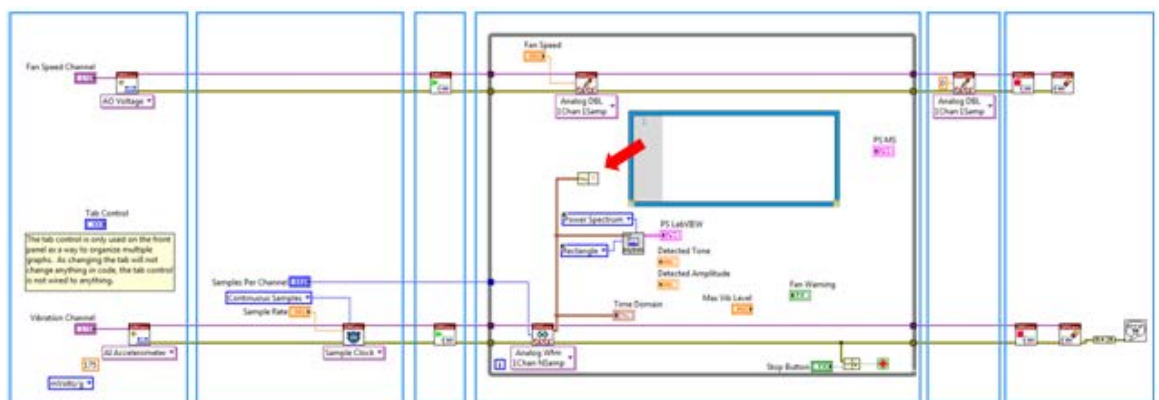 Fan Speed Channel
AO Voltage
Tab Control
The tab control is only used on the front
panel as a way to organize multiple
graphs. As changing the tab will not
change anything in code, the tab control
is not wired to anything.
Vibration Channel
AI Accelerometer
175
mVolts/g
Samples Per Channel
Continuous Samples
Sample Rate
Sample Clock
Fan Speed
Analog DBL
1Chan 1Samp
Power Spectrum
Rectangle
PS LabVIEW
Detected Tone
Detected Amplitude
Time Domain
Max Vib Level
Fan Warning
PS MS
Analog Wfm
1Chan NSamp
Stop Button
Analog DBL
1Chan 1Samp